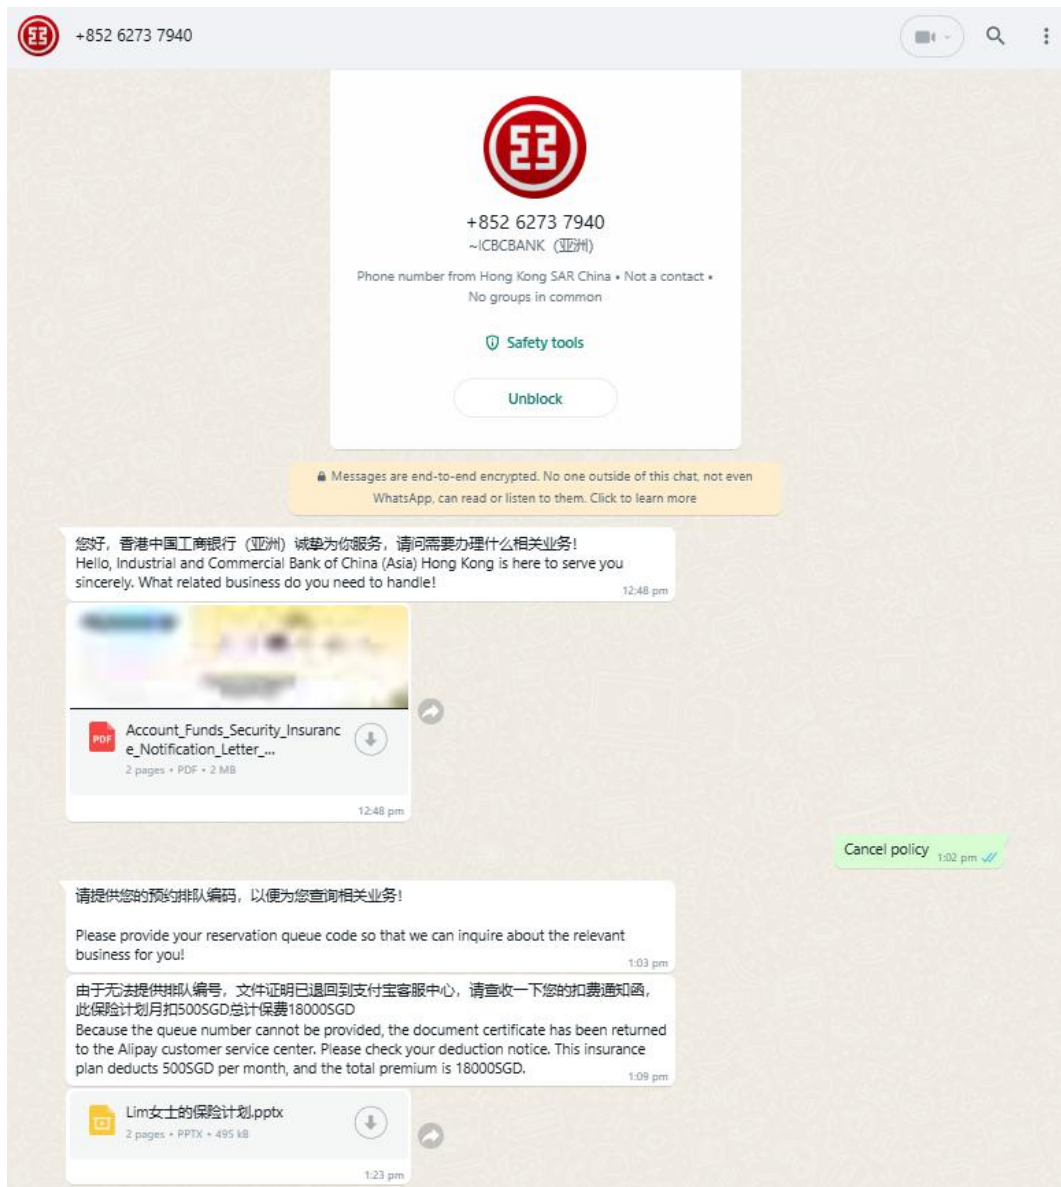 +852 6273 7940
+852 6273 7940
~ICBCBANK（亚洲）
Phone number from Hong Kong SAR China • Not a contact •
No groups in common
Safety tools
Unblock
Messages are end-to-end encrypted. No one outside of this chat, not even
WhatsApp, can read or listen to them. Click to learn more
您好，香港中国工商银行（亚洲）诚挚为你服务，请问需要办理什么相关业务！
Hello, Industrial and Commercial Bank of China (Asia) Hong Kong is here to serve you
sincerely. What related business do you need to handle!
12:48 pm
PDF
Account_Funds_Security_Insuranc
e_Notification_Letter_...
2 pages • PDF • 2 MB
12:48 pm
Cancel policy
1:02 pm
请提供您的预约排队编码，以便为您查询相关业务！
Please provide your reservation queue code so that we can inquire about the relevant
business for you!
1:03 pm
由于无法提供排队编号，文件证明已退回到支付宝客服中心，请查收一下您的扣费通知函，
此保险计划月扣500SGD总计保费18000SGD
Because the queue number cannot be provided, the document certificate has been returned
to the Alipay customer service center. Please check your deduction notice. This insurance
plan deducts 500SGD per month, and the total premium is 18000SGD.
1:09 pm
Lim女士的保险计划.pptx
2 pages • PPTX • 495 kB
1:23 pm